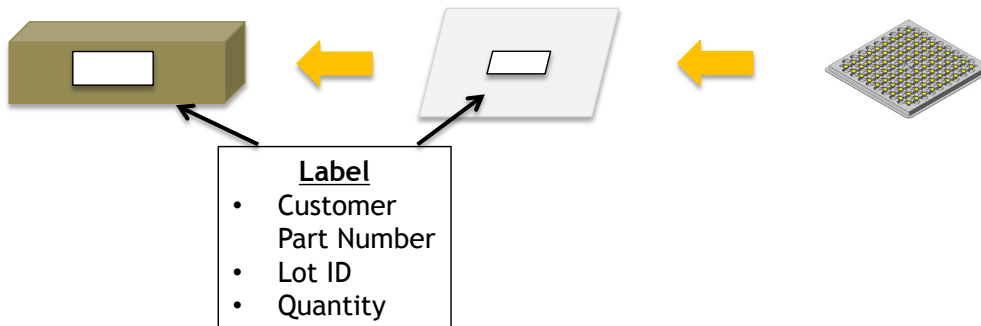 Label
• Customer
Part Number
• Lot ID
• Quantity